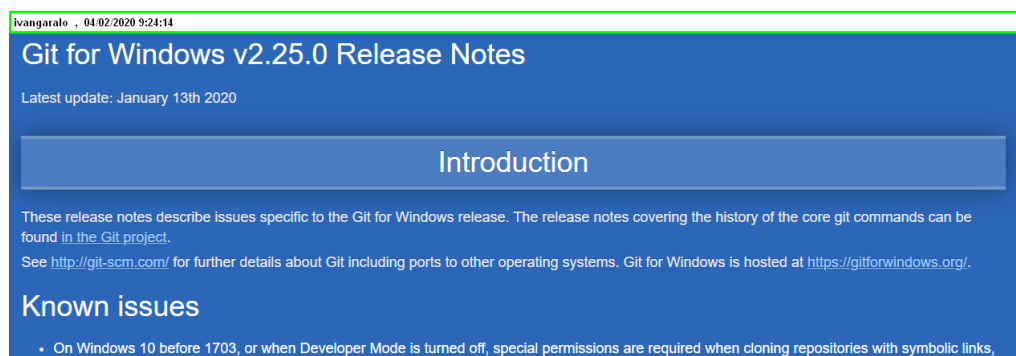 ivangaralo , 04/02/2020 9:24:14
Git for Windows v2.25.0 Release Notes
Latest update: January 13th 2020
Introduction
These release notes describe issues specific to the Git for Windows release. The release notes covering the history of the core git commands can be
found in the Git project.
See http://git-scm.com/ for further details about Git including ports to other operating systems. Git for Windows is hosted at https://gitforwindows.org/.
Known issues
• On Windows 10 before 1703, or when Developer Mode is turned off, special permissions are required when cloning repositories with symbolic links,